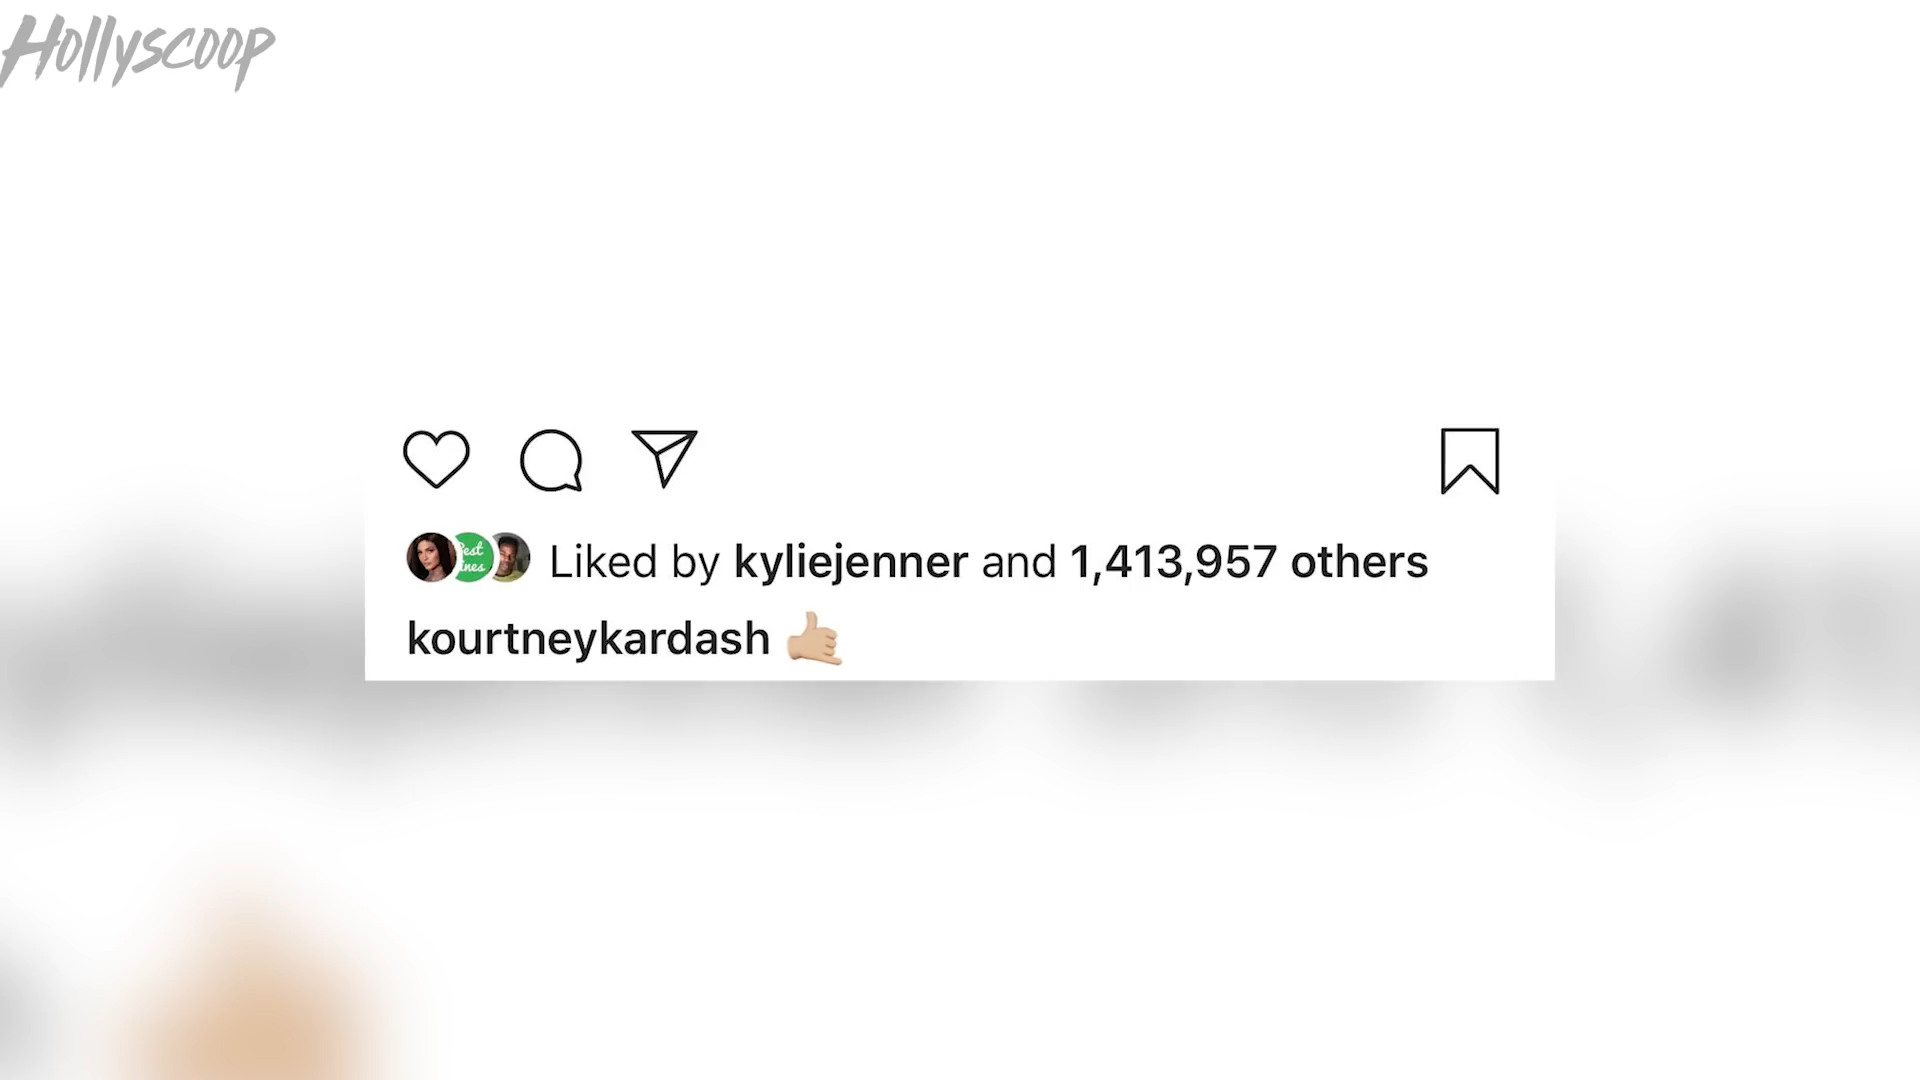 Hollyscoop
Liked by kyliejenner and 1,413,957 others
kourtneykardash 🤙🏼